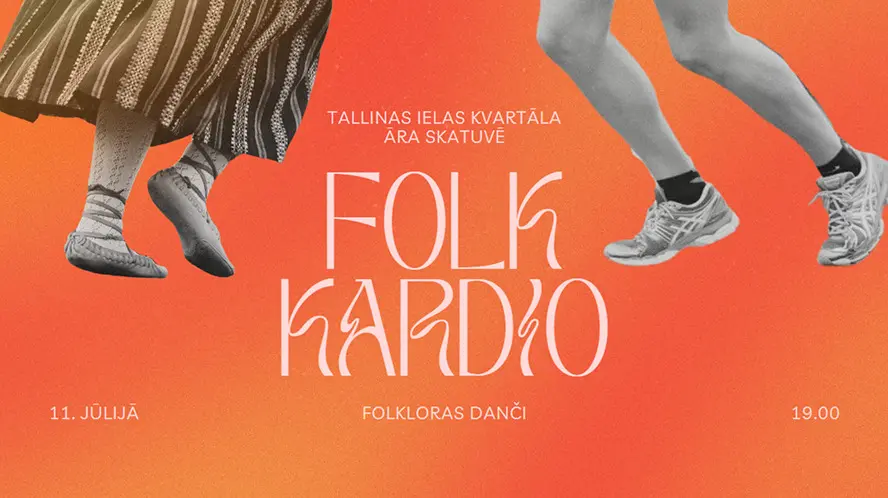 TALLINAS IELAS KVARTĀLA
ĀRA SKATUVĒ
FOLK
KARDIO
11. JŪLIJĀ
FOLKLORAS DANČI
19.00